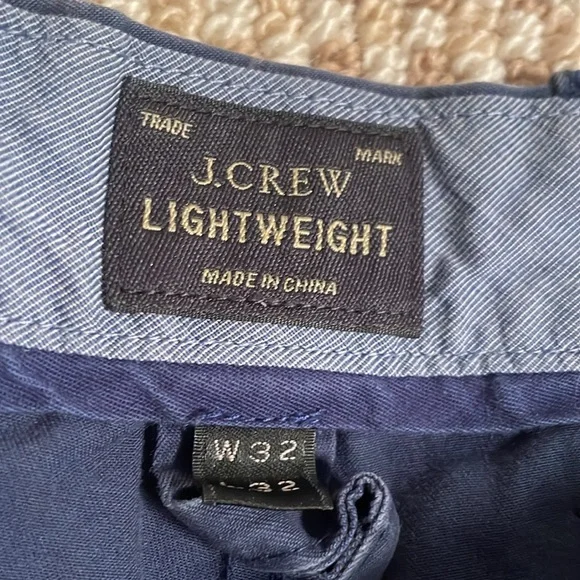 TRADE MARK
J.CREW
LIGHTWEIGHT
MADE IN CHINA
W 32
L 32